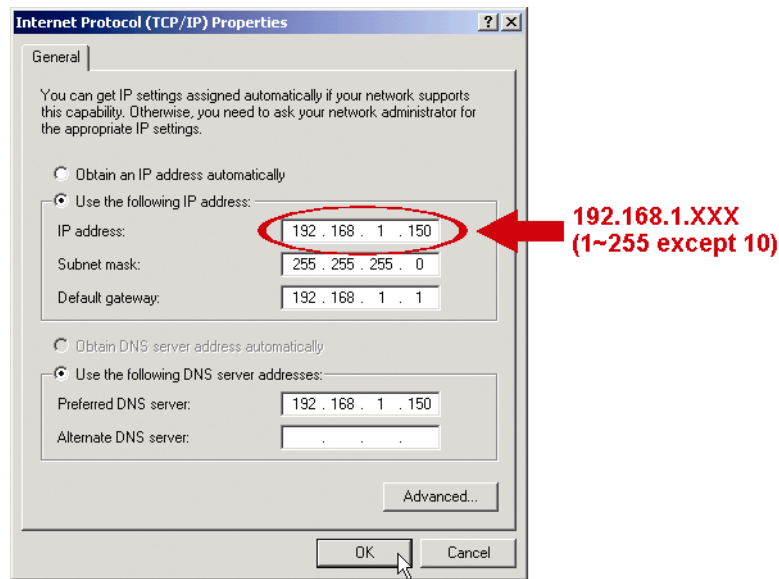 Internet Protocol (TCP/IP) Properties
General
You can get IP settings assigned automatically if your network supports
this capability. Otherwise, you need to ask your network administrator for
the appropriate IP settings.
Obtain an IP address automatically
Use the following IP address:
IP address: 192 . 168 . 1 . 150
192.168.1.XXX
(1~255 except 10)
Subnet mask: 255 . 255 . 255 . 0
Default gateway: 192 . 168 . 1 . 1
Obtain DNS server address automatically
Use the following DNS server addresses:
Preferred DNS server: 192 . 168 . 1 . 150
Alternate DNS server: . . .
Advanced...
OK Cancel